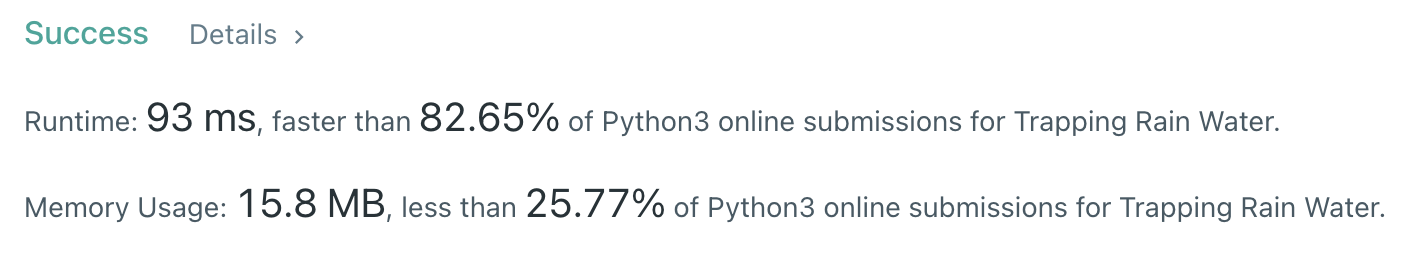 Success Details >
Runtime: 93 ms, faster than 82.65% of Python3 online submissions for Trapping Rain Water.
Memory Usage: 15.8 MB, less than 25.77% of Python3 online submissions for Trapping Rain Water.